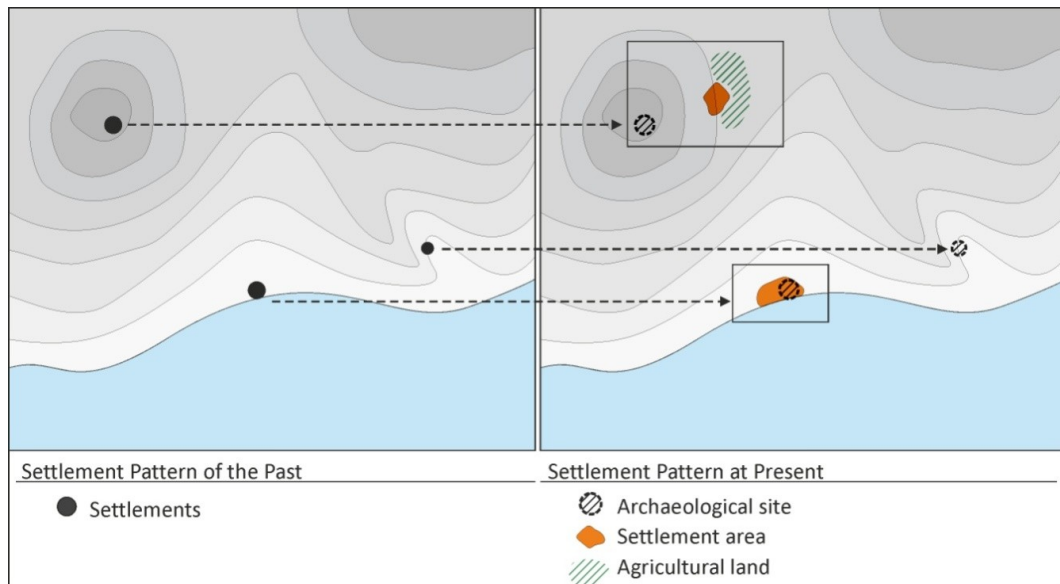 Settlement Pattern of the Past
Settlements
Settlement Pattern at Present
Archaeological site
Settlement area
Agricultural land